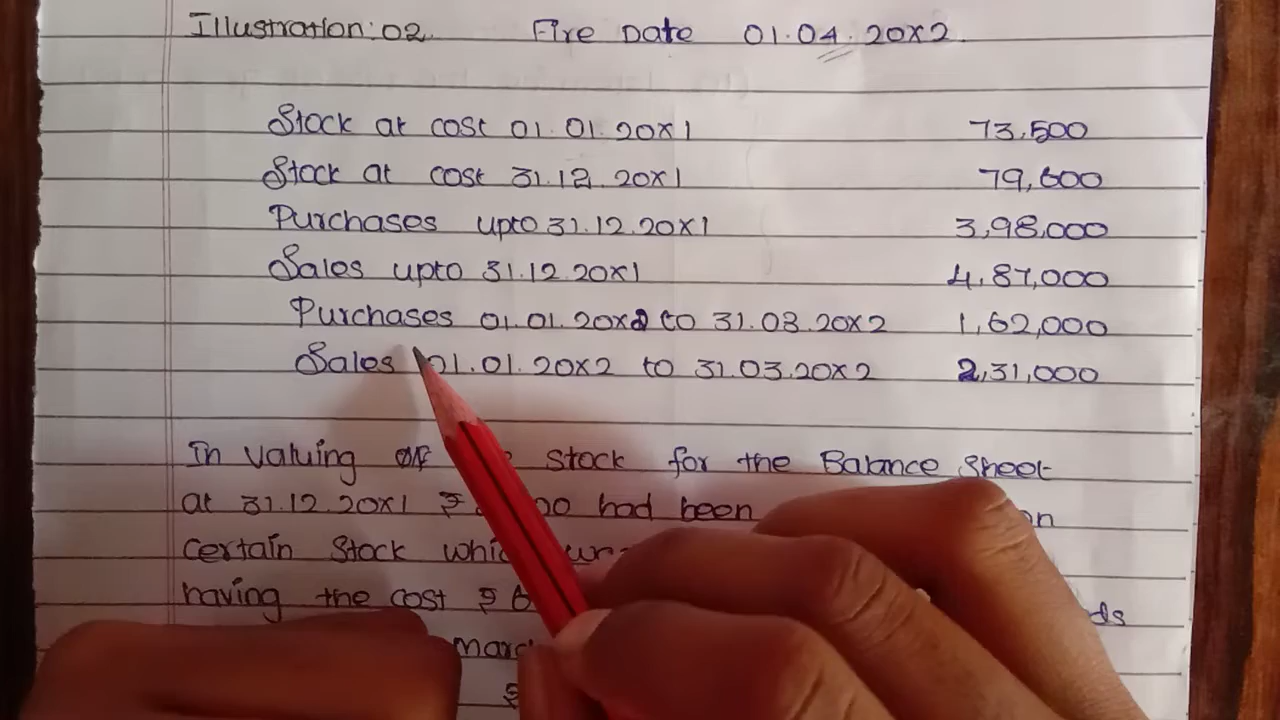 Illustration: 02. Fire Date 01.04.20X2.
Stock at cost 01.01.20X1 73,500
Stock at cost 31.12.20X1 79,600
Purchases upto 31.12.20X1 3,98,000
Sales upto 31.12.20X1 4,87,000
Purchases 01.01.20X2 to 31.03.20X2 1,62,000
Sales 01.01.20X2 to 31.03.20X2 2,31,000
In valuing of stock for the Balance Sheet
at 31.12.20X1 ₹ had been
certain Stock
having the cost ₹